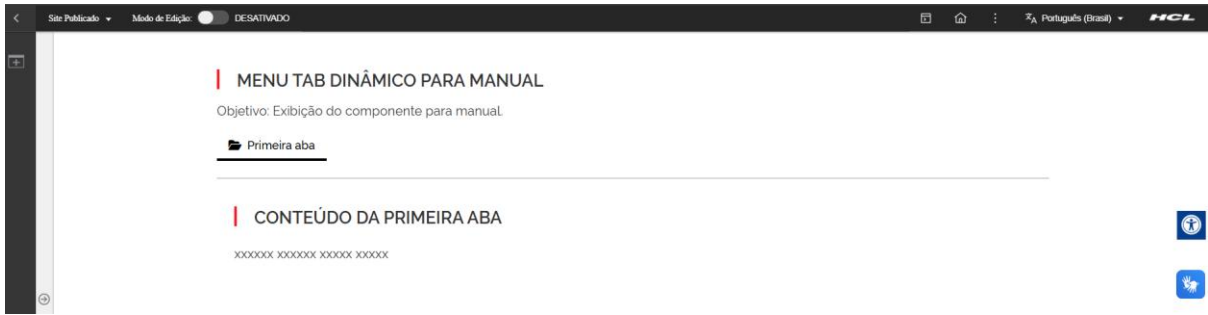 Site Publicado Modo de Edição: DESATIVADO Português (Brasil) HCL
MENU TAB DINÂMICO PARA MANUAL
Objetivo: Exibição do componente para manual.
Primeira aba
CONTEÚDO DA PRIMEIRA ABA
xxxxxx xxxxxx xxxxx xxxxx